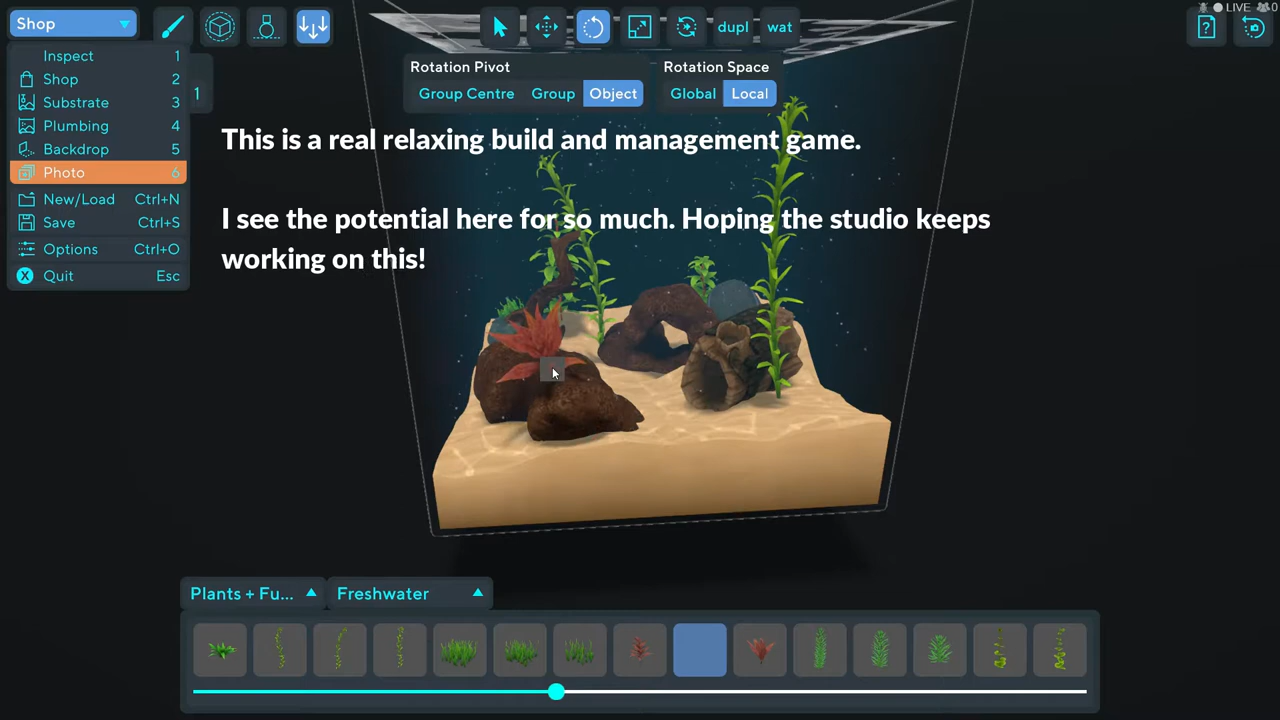 Shop
LIVE 0
dupl
wat
Inspect 1
Shop 2
Substrate 3
Plumbing 4
Backdrop 5
Photo 6
New/Load Ctrl+N
Save Ctrl+S
Options Ctrl+O
Quit Esc
1
Rotation Pivot
Group Centre Group Object
Rotation Space
Global Local
This is a real relaxing build and management game.
I see the potential here for so much. Hoping the studio keeps
working on this!
Plants + Fu...
Freshwater